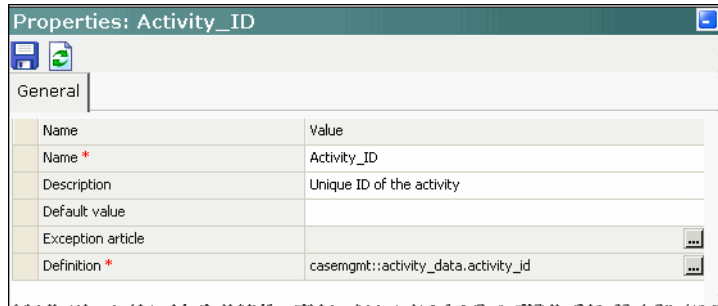 Properties: Activity_ID
General
Name Value
Name * Activity_ID
Description Unique ID of the activity
Default value
Exception article ...
Definition * casemgmt::activity_data.activity_id ...